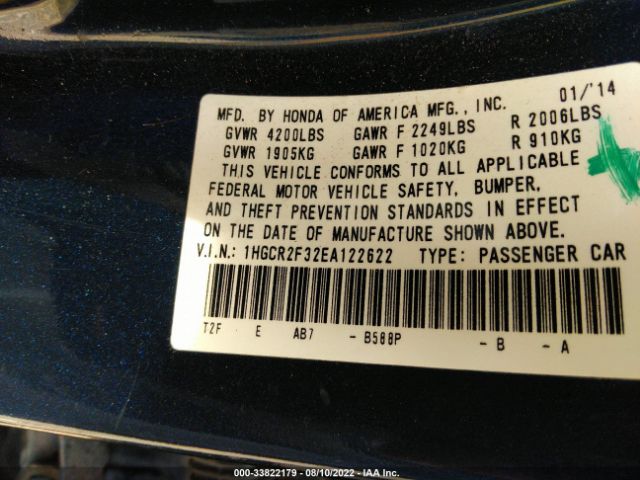 01/'14
MFD. BY HONDA OF AMERICA MFG., INC.
GVWR 4200LBS GAWR F 2249LBS R 2006LBS
GVWR 1905KG GAWR F 1020KG R 910KG
THIS VEHICLE CONFORMS TO ALL APPLICABLE
FEDERAL MOTOR VEHICLE SAFETY, BUMPER,
AND THEFT PREVENTION STANDARDS IN EFFECT
ON THE DATE OF MANUFACTURE SHOWN ABOVE.
V.I.N.: 1HGCR2F32EA122622 TYPE: PASSENGER CAR
T2F E AB7 - B588P - B - A
000-33822179 - 08/10/2022 - IAA Inc.